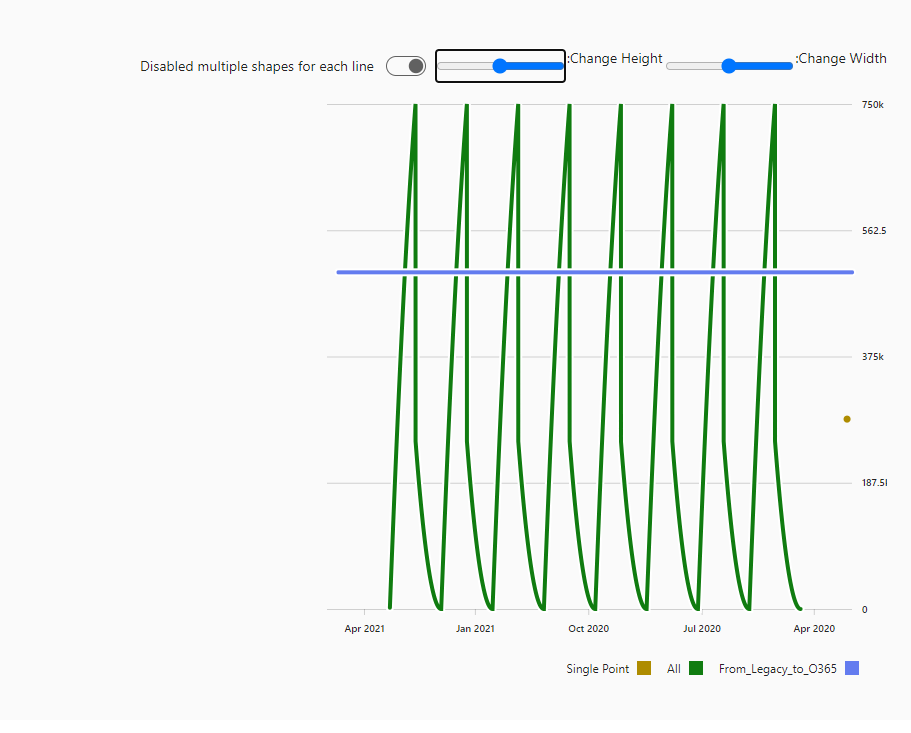 Disabled multiple shapes for each line
:Change Height
:Change Width
750k
562.5
375k
187.5l
0
Apr 2021
Jan 2021
Oct 2020
Jul 2020
Apr 2020
Single Point
All
From_Legacy_to_O365